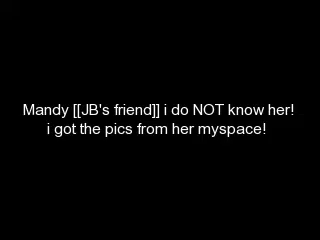 Mandy [[JB's friend]] i do NOT know her!
i got the pics from her myspace!